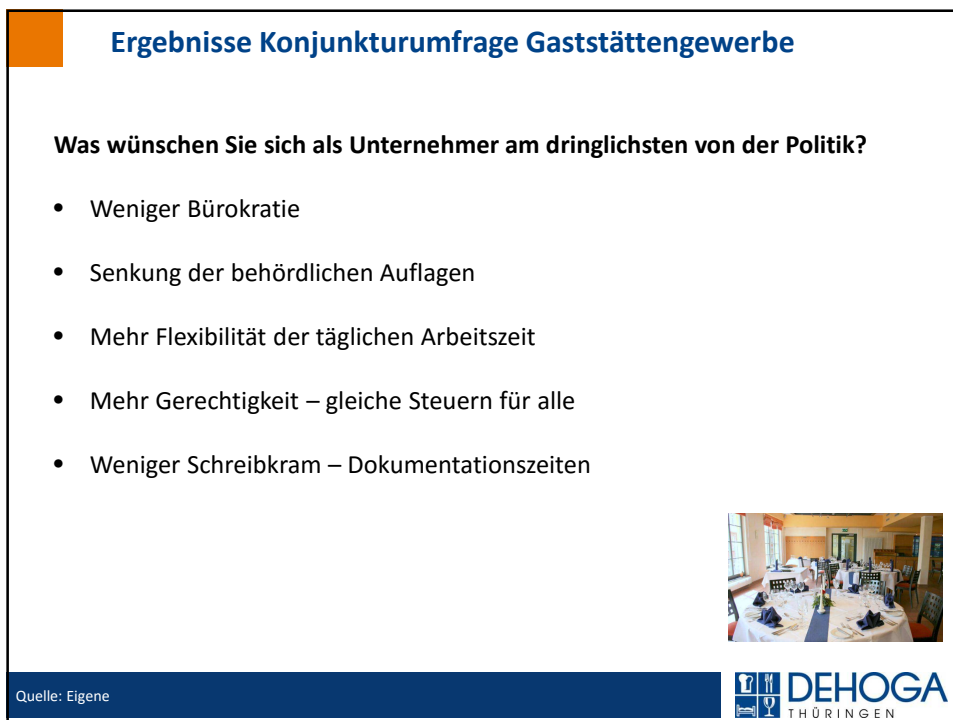 Ergebnisse Konjunkturumfrage Gaststättengewerbe
Was wünschen Sie sich als Unternehmer am dringlichsten von der Politik?
• Weniger Bürokratie
• Senkung der behördlichen Auflagen
• Mehr Flexibilität der täglichen Arbeitszeit
• Mehr Gerechtigkeit – gleiche Steuern für alle
• Weniger Schreibkram – Dokumentationszeiten
Quelle: Eigene
DEHOGA
THÜRINGEN